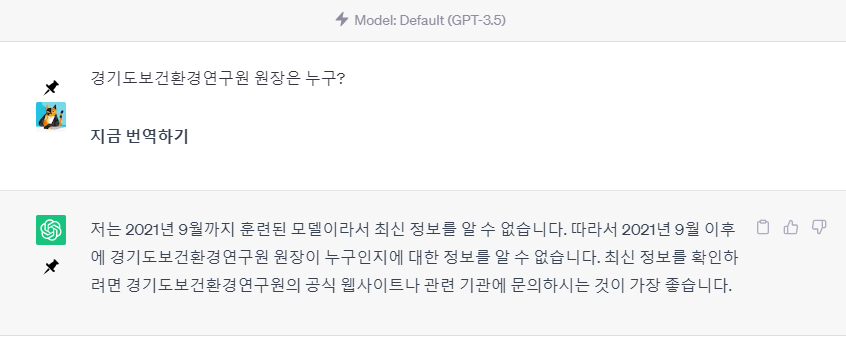 Model: Default (GPT-3.5)
경기도보건환경연구원 원장은 누구?
지금 번역하기
저는 2021년 9월까지 훈련된 모델이라서 최신 정보를 알 수 없습니다. 따라서 2021년 9월 이후
에 경기도보건환경연구원 원장이 누구인지에 대한 정보를 알 수 없습니다. 최신 정보를 확인하
려면 경기도보건환경연구원의 공식 웹사이트나 관련 기관에 문의하시는 것이 가장 좋습니다.